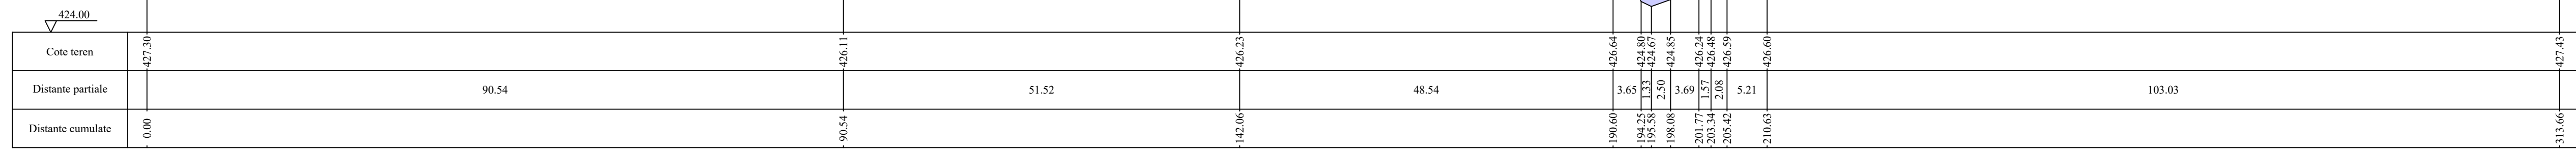 424.00
Cote teren 427.30 426.11 426.23 426.64 424.80 424.67 424.85 426.24 426.48 426.59 426.60 427.43
Distante partiale 90.54 51.52 48.54 3.65 1.33 2.50 3.69 1.57 2.08 5.21 103.03
Distante cumulate 0.00 90.54 142.06 190.60 194.25 195.58 198.08 201.77 203.34 205.42 210.63 313.66